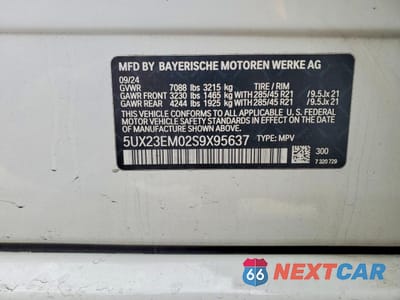 MFD BY BAYERISCHE MOTOREN WERKE AG
09/24
GVWR 7088 lbs 3215 kg TIRE / RIM
GAWR FRONT 3230 lbs 1465 kg WITH 285/45 R21 / 9.5Jx 21
GAWR REAR 4244 lbs 1925 kg WITH 285/45 R21 / 9.5Jx 21
THIS VEHICLE CONFORMS TO ALL APPLICABLE U.S. FEDERAL
MOTOR VEHICLE SAFETY STANDARDS IN EFFECT ON THE DATE
OF MANUFACTURE SHOWN ABOVE.
5UX23EM02S9X95637 TYPE: MPV
300
7 320 729
66 NEXTCAR